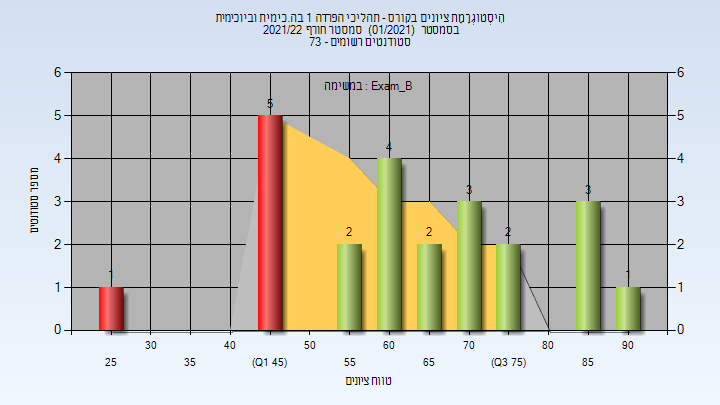 הִיסְטוֹגְרָמַת ציונים בקורס - תהליכי הפרדה 1 בה.כימית וביוכימית
בסמסטר (01/2021) סמסטר חורף 2021/22
סטודנטים רשומים - 73
במשימה : Exam_B
מספר סטודנטים
6 6
5 5
4 4
3 3
2 2
1 1
0 0
1 5 2 4 2 3 2 3 1
30 40 50 60 70 80 90
25 35 (Q1 45) 55 65 (Q3 75) 85
טווח ציונים